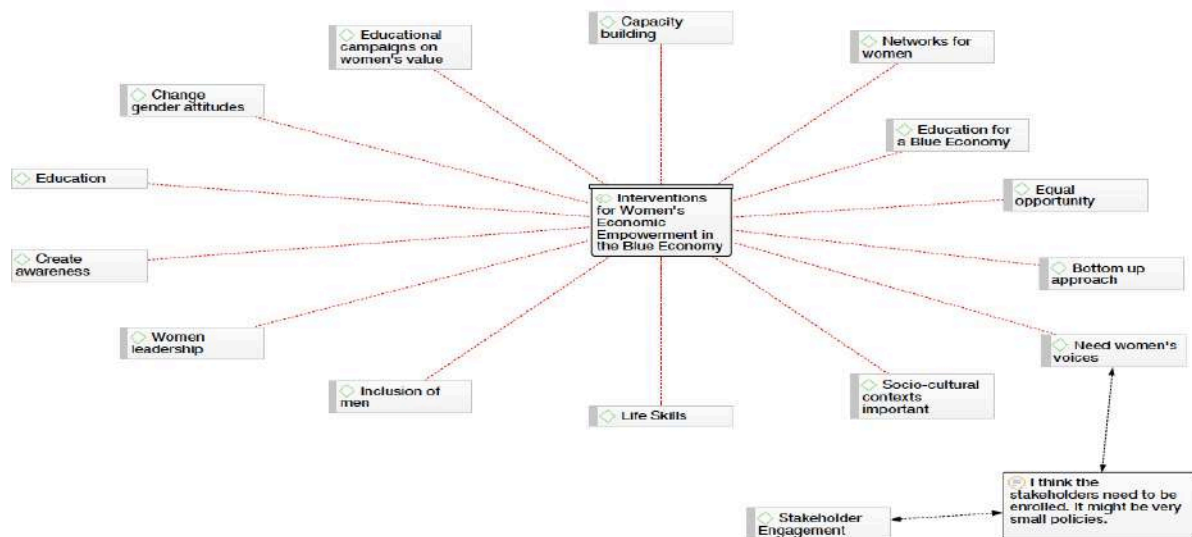 Capacity
building
Educational
campaigns on
women's value
Networks for
women
Change
gender attitudes
Education for
a Blue Economy
Education
Equal
opportunity
Interventions
for Women's
Economic
Empowerment in
the Blue Economy
Create
awareness
Bottom up
approach
Women
leadership
Need women's
voices
Inclusion of
men
Life Skills
Socio-cultural
contexts
important
I think the
stakeholders need to be
enrolled. It might be very
small policies.
Stakeholder
Engagement